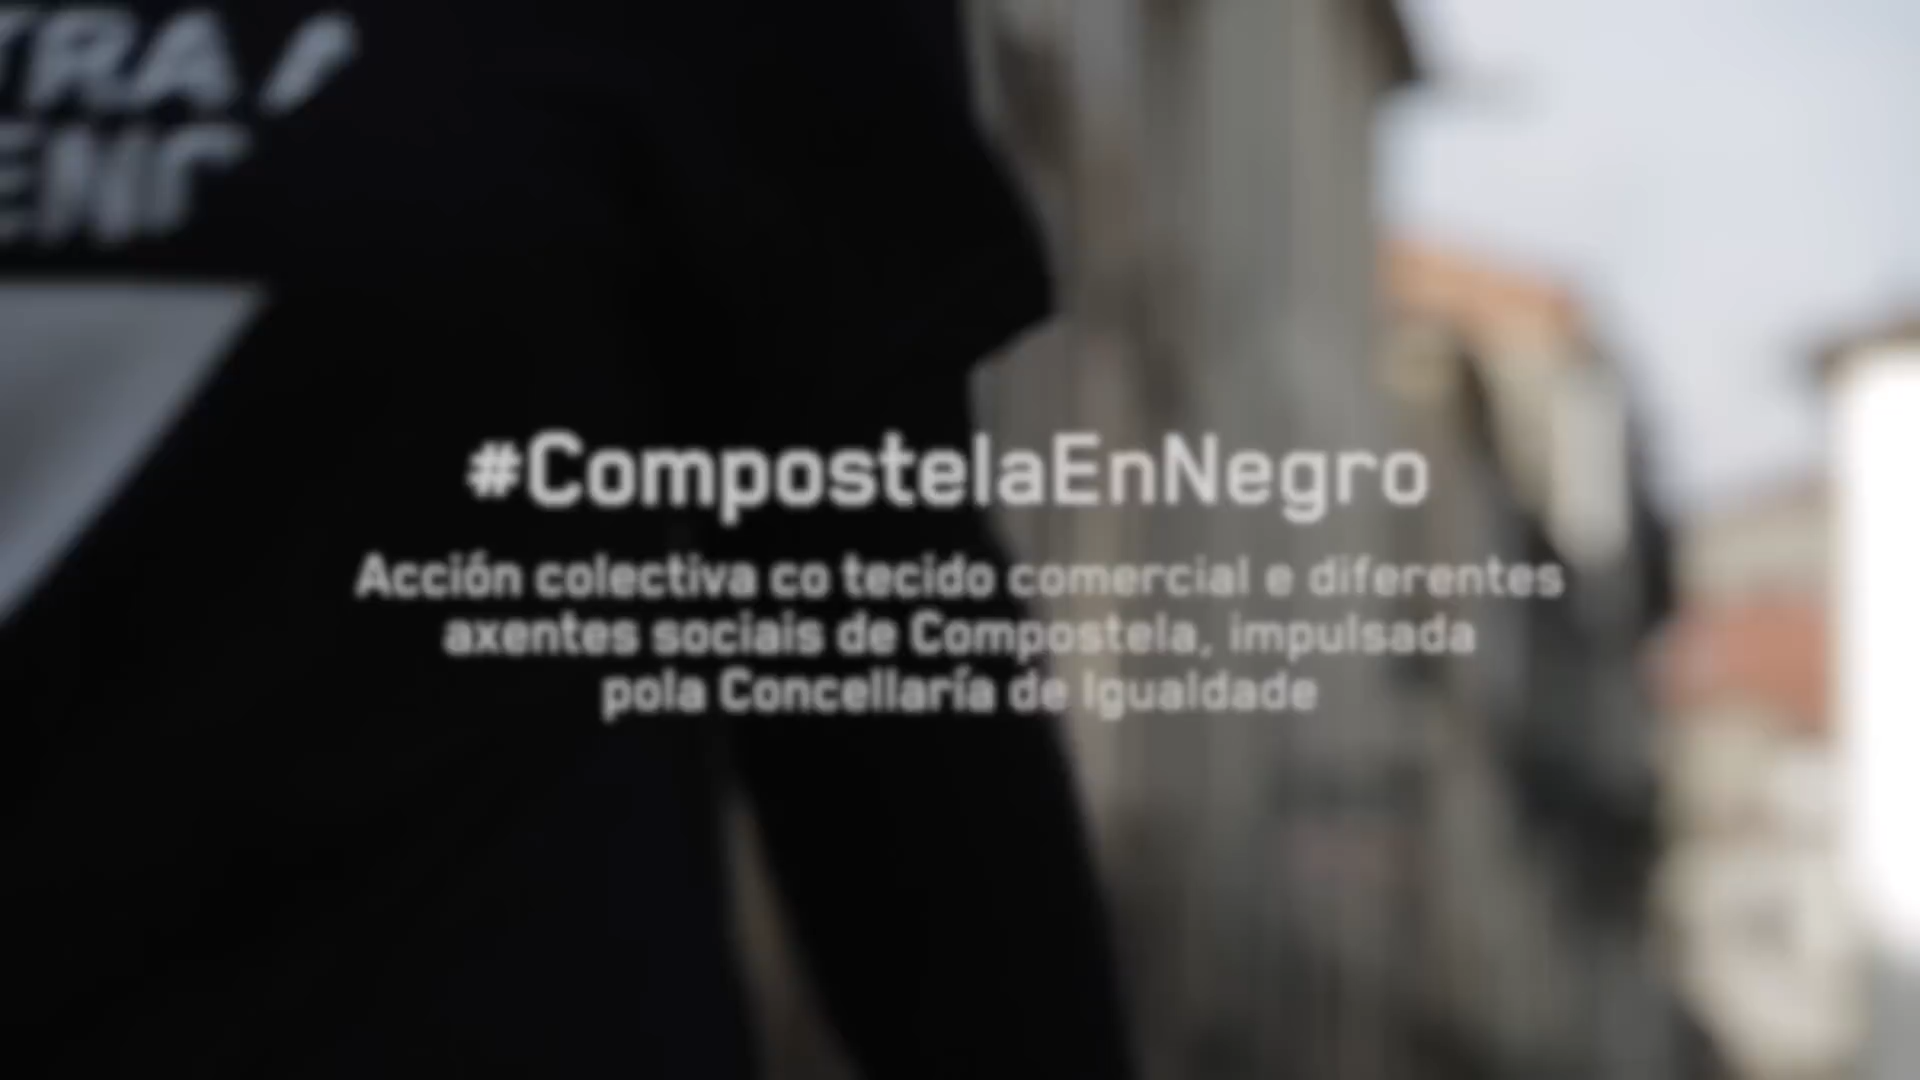 #CompostelaEnNegro
Acción colectiva co tecido comercial e diferentes
axentes sociais de Compostela, impulsada
pola Concellaría de Igualdade